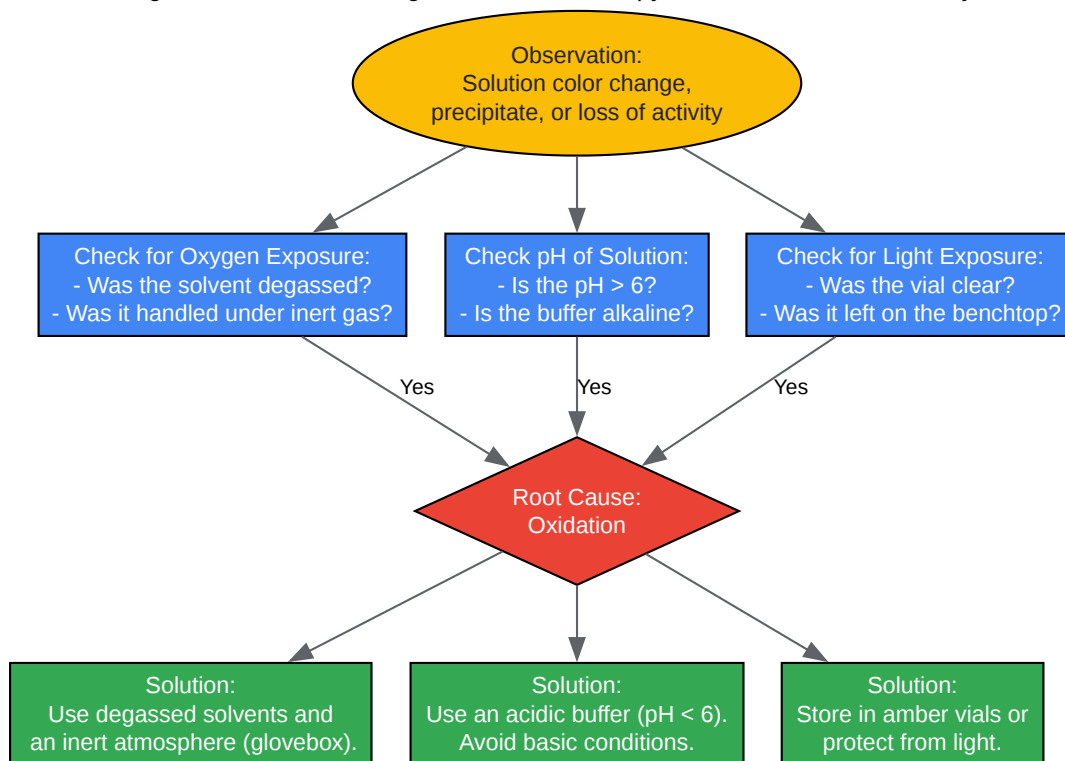 Observation:
Solution color change,
precipitate, or loss of activity
Check for Oxygen Exposure:
- Was the solvent degassed?
- Was it handled under inert gas?
Check pH of Solution:
- Is the pH > 6?
- Is the buffer alkaline?
Check for Light Exposure:
- Was the vial clear?
- Was it left on the benchtop?
Yes
Yes
Yes
Root Cause:
Oxidation
Solution:
Use degassed solvents and
an inert atmosphere (glovebox).
Solution:
Use an acidic buffer (pH < 6).
Avoid basic conditions.
Solution:
Store in amber vials or
protect from light.